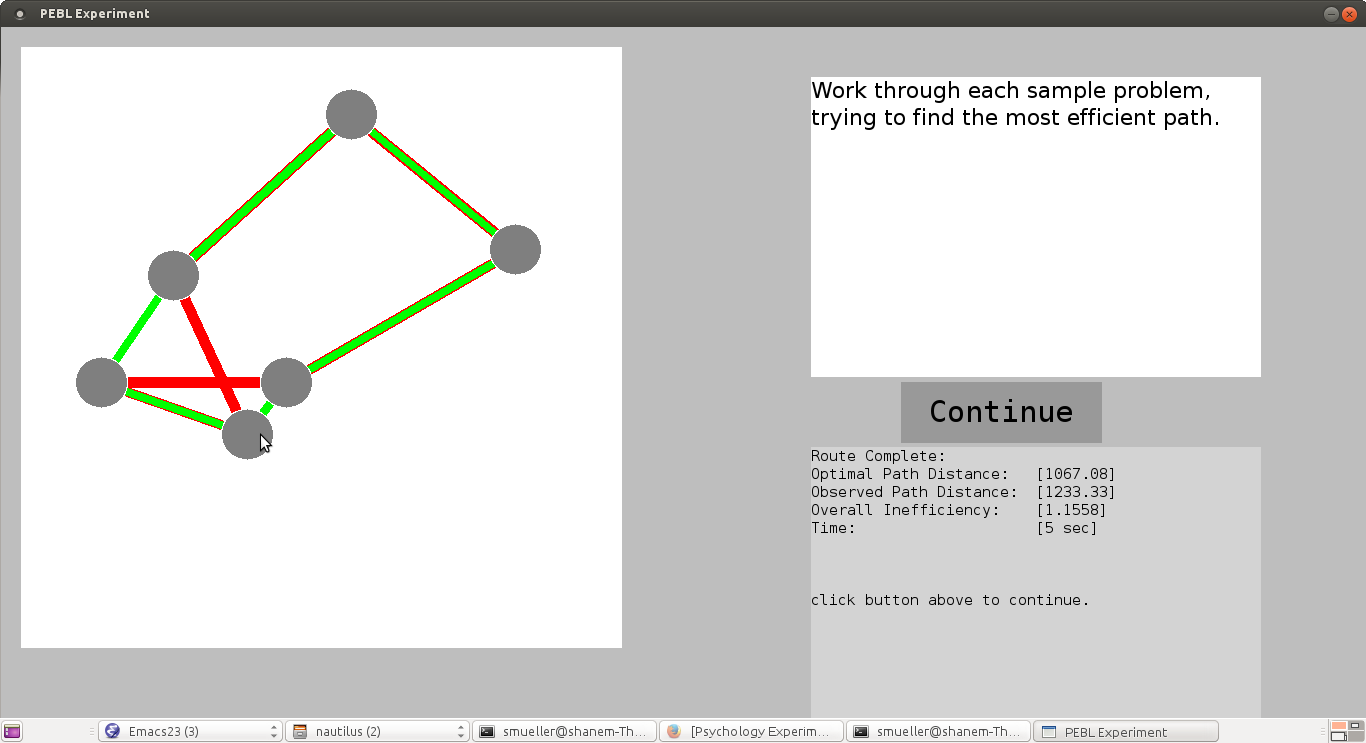 PEBL Experiment
Work through each sample problem,
trying to find the most efficient path.
Continue
Route Complete:
Optimal Path Distance: [1067.08]
Observed Path Distance: [1233.33]
Overall Inefficiency: [1.1558]
Time: [5 sec]
click button above to continue.
Emacs23 (3)
nautilus (2)
smueller@shanem-Th...
[Psychology Experim...
smueller@shanem-Th...
PEBL Experiment